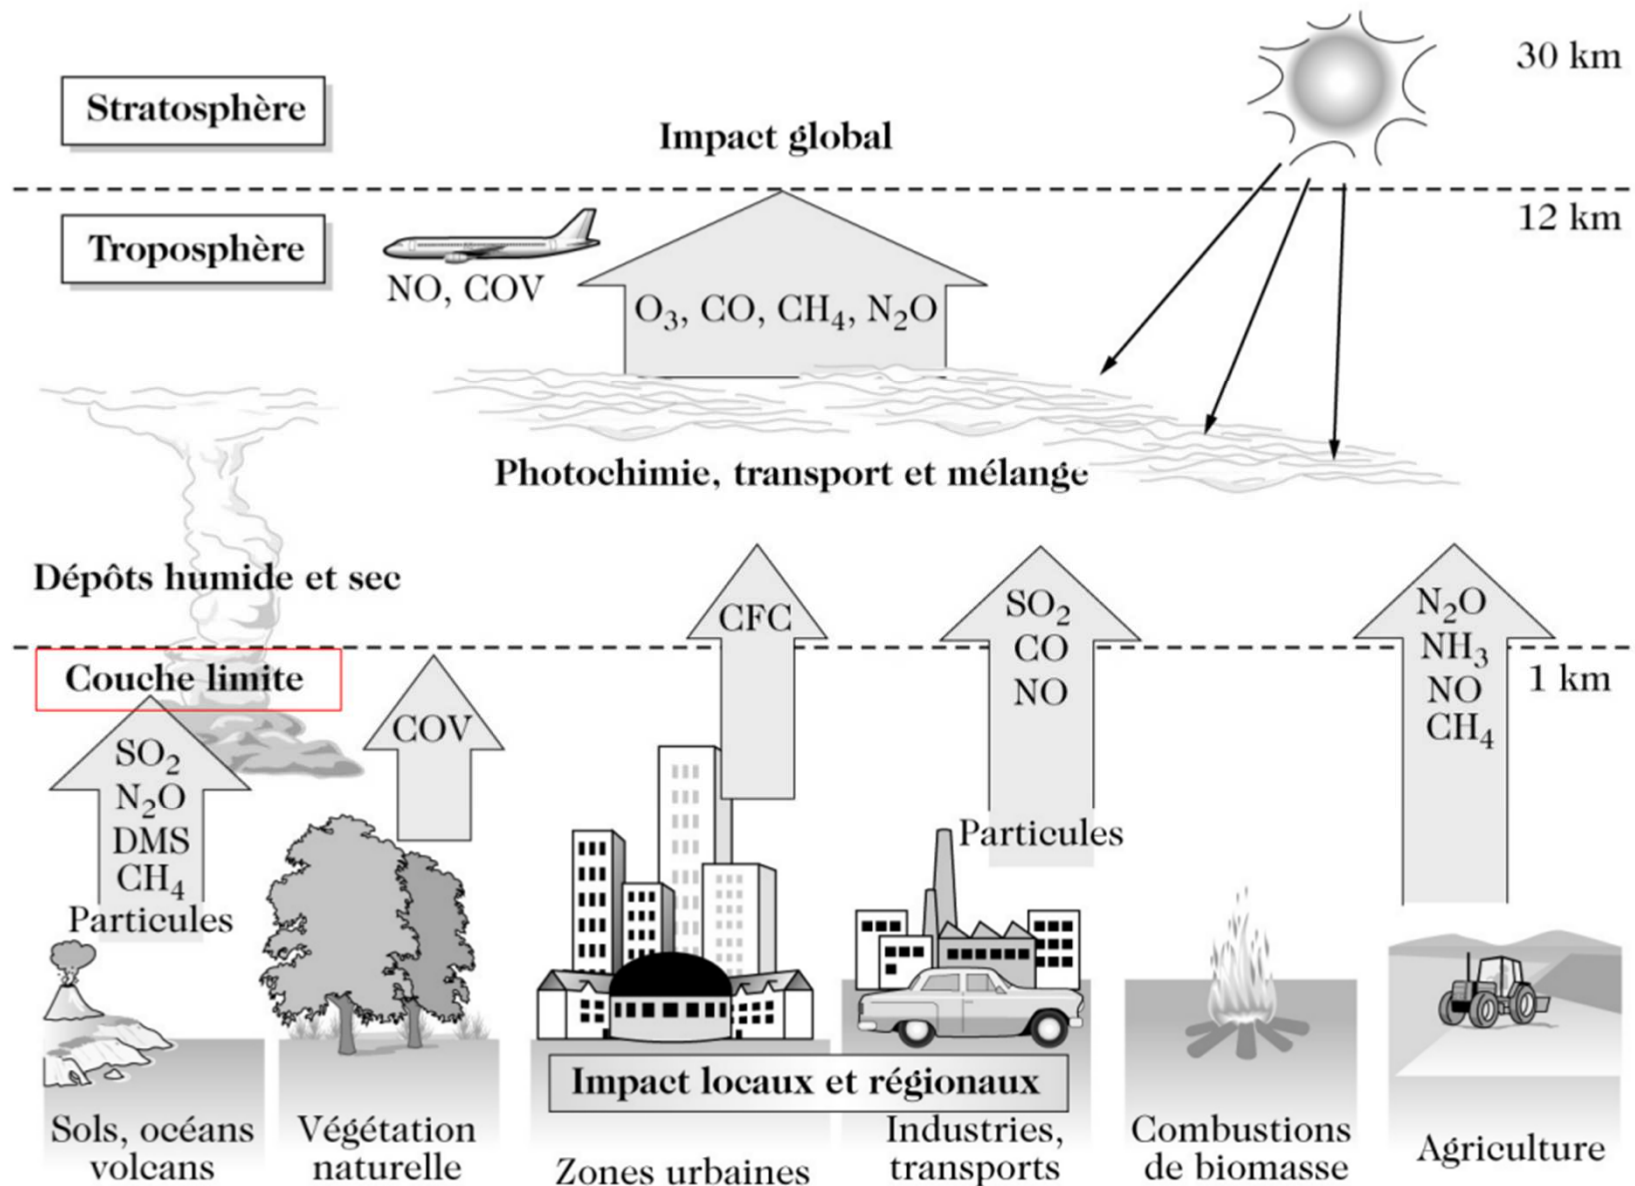 30 km
Stratosphère
Impact global
12 km
Troposphère
NO, COV
O₃, CO, CH₄, N₂O
Photochimie, transport et mélange
Dépôts humide et sec
CFC
SO₂
CO
NO
N₂O
NH₃
NO
CH₄
Couche limite
1 km
COV
SO₂
N₂O
DMS
CH₄
Particules
Particules
Impact locaux et régionaux
Sols, océans
volcans
Végétation
naturelle
Zones urbaines
Industries,
transports
Combustions
de biomasse
Agriculture